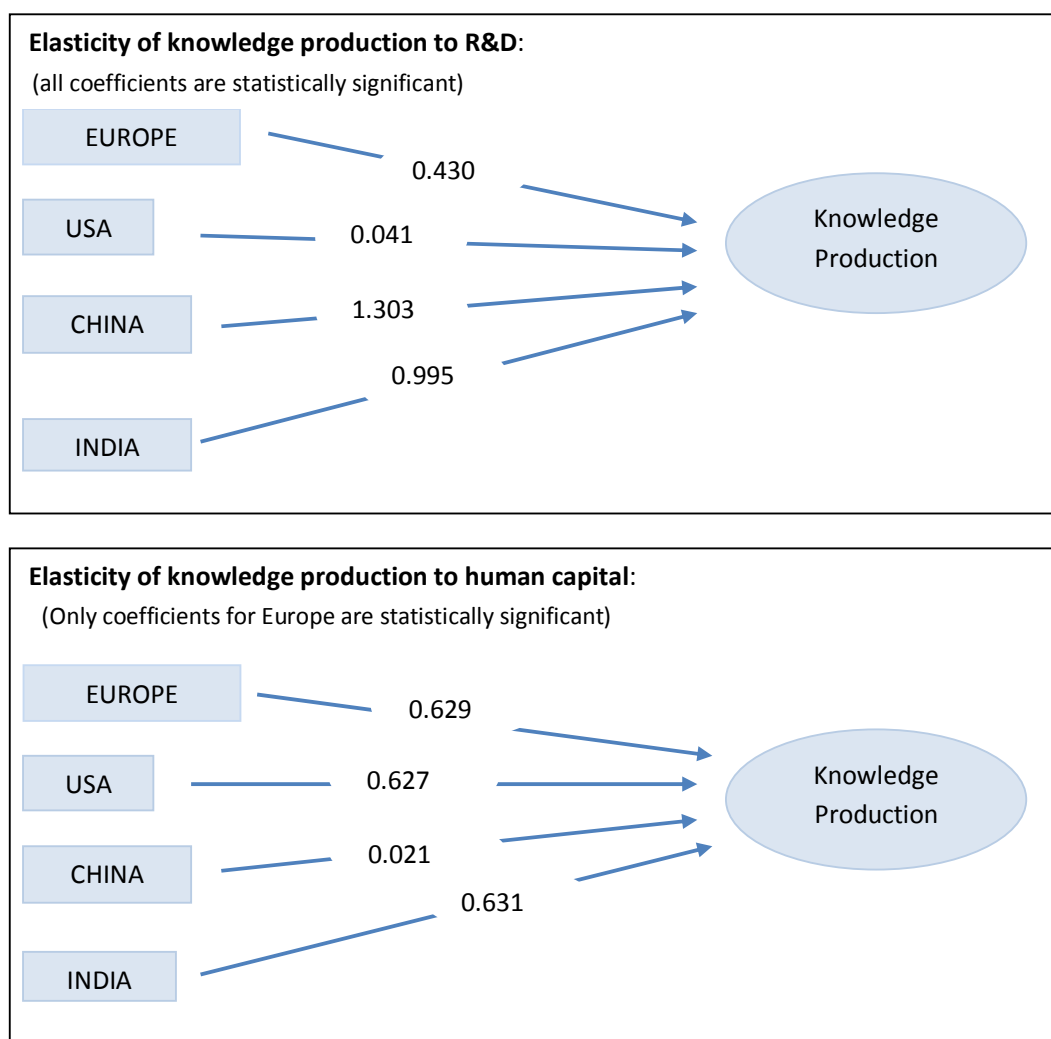 Elasticity of knowledge production to R&D:
(all coefficients are statistically significant)
EUROPE
0.430
USA
0.041
CHINA
1.303
INDIA
0.995
Knowledge
Production
Elasticity of knowledge production to human capital:
(Only coefficients for Europe are statistically significant)
EUROPE
0.629
USA
0.627
CHINA
0.021
INDIA
0.631
Knowledge
Production